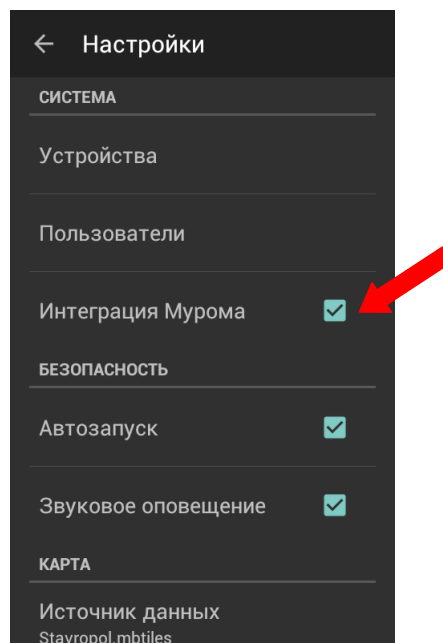 Настройки
СИСТЕМА
Устройства
Пользователи
Интеграция Мурома
БЕЗОПАСНОСТЬ
Автозапуск
Звуковое оповещение
КАРТА
Источник данных
Stavropol.mbtiles